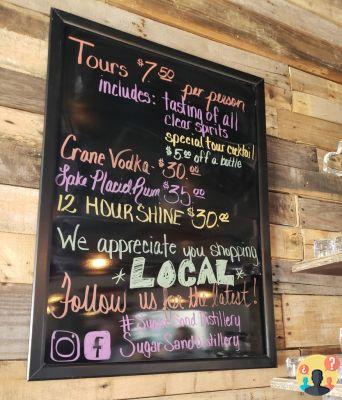 Tours $7.50 per person
includes: tasting of all
clear spirits
special tour cocktail
$5.00 off a bottle
Crane Vodka - $30.00
Lake Placid Rum $35.00
12 HOUR SHINE $30.00
We appreciate you shopping
*LOCAL*
Follow us for the latest!
#SugarSandDistillery
SugarSandDistillery